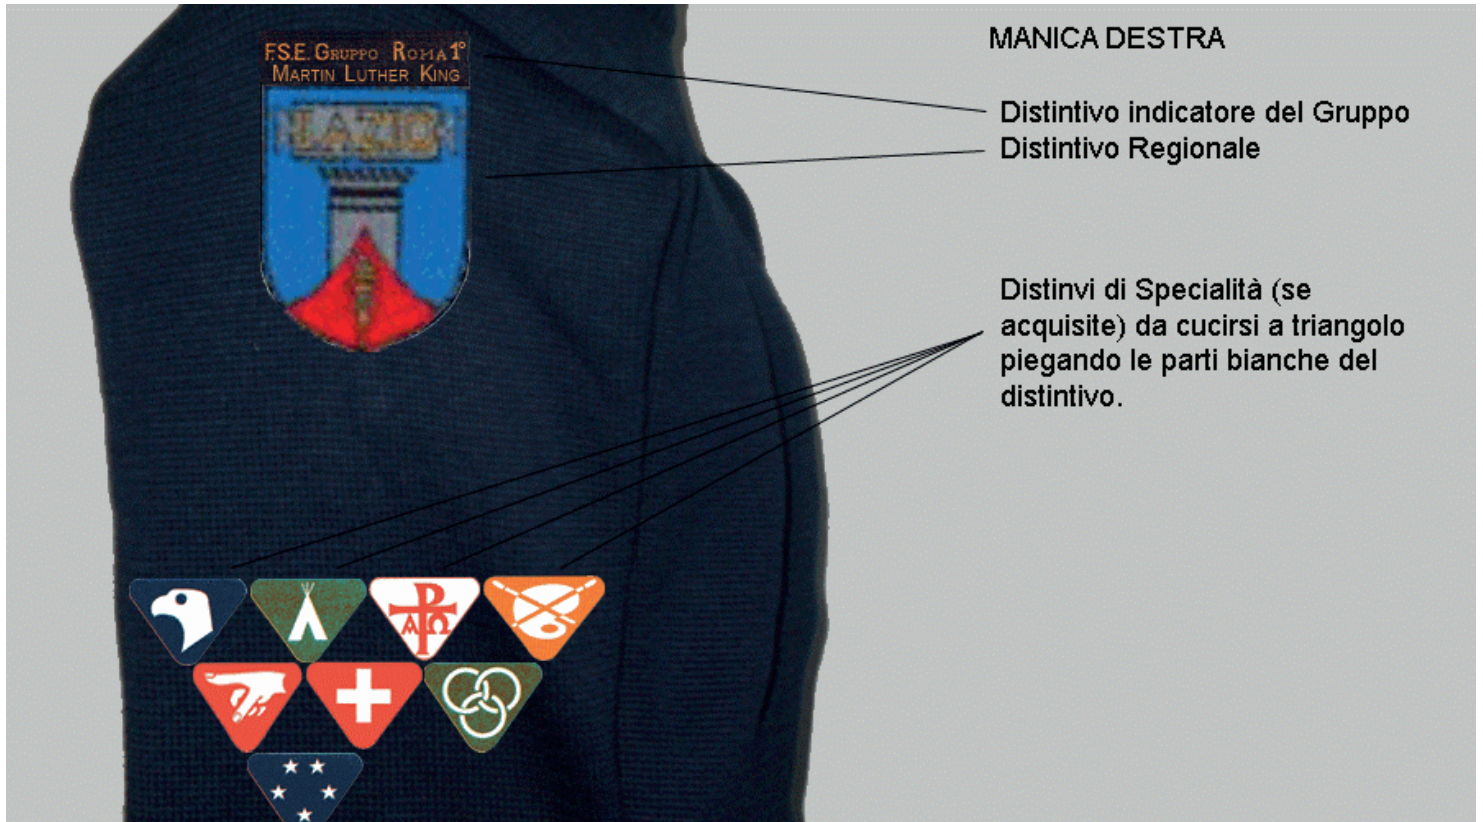 F.S.E. GRUPPO ROMA 1°
MARTIN LUTHER KING
LAZIO
MANICA DESTRA
Distintivo indicatore del Gruppo
Distintivo Regionale
Distinvi di Specialità (se
acquisite) da cucirsi a triangolo
piegando le parti bianche del
distintivo.
Α Ω